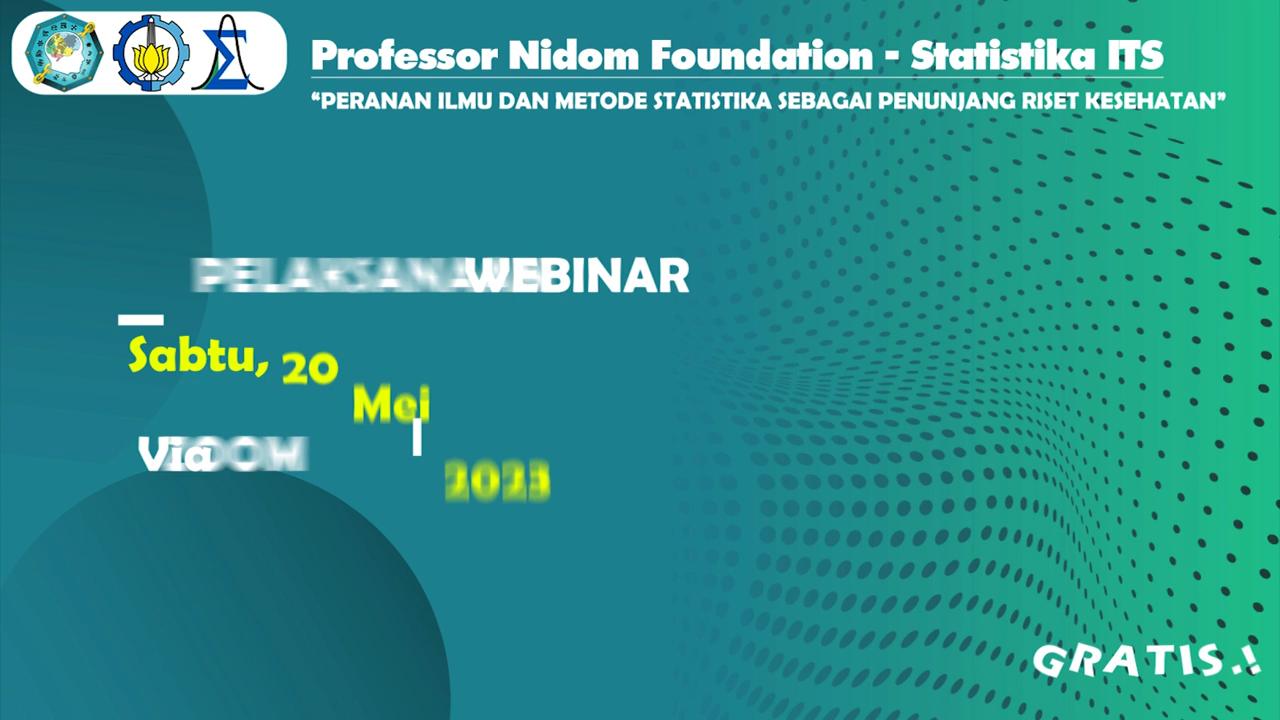 Professor Nidom Foundation - Statistika ITS
“PERANAN ILMU DAN METODE STATISTIKA SEBAGAI PENUNJANG RISET KESEHATAN”
WEBINAR
Sabtu, 20 Mei 2023
Via
GRATIS.!